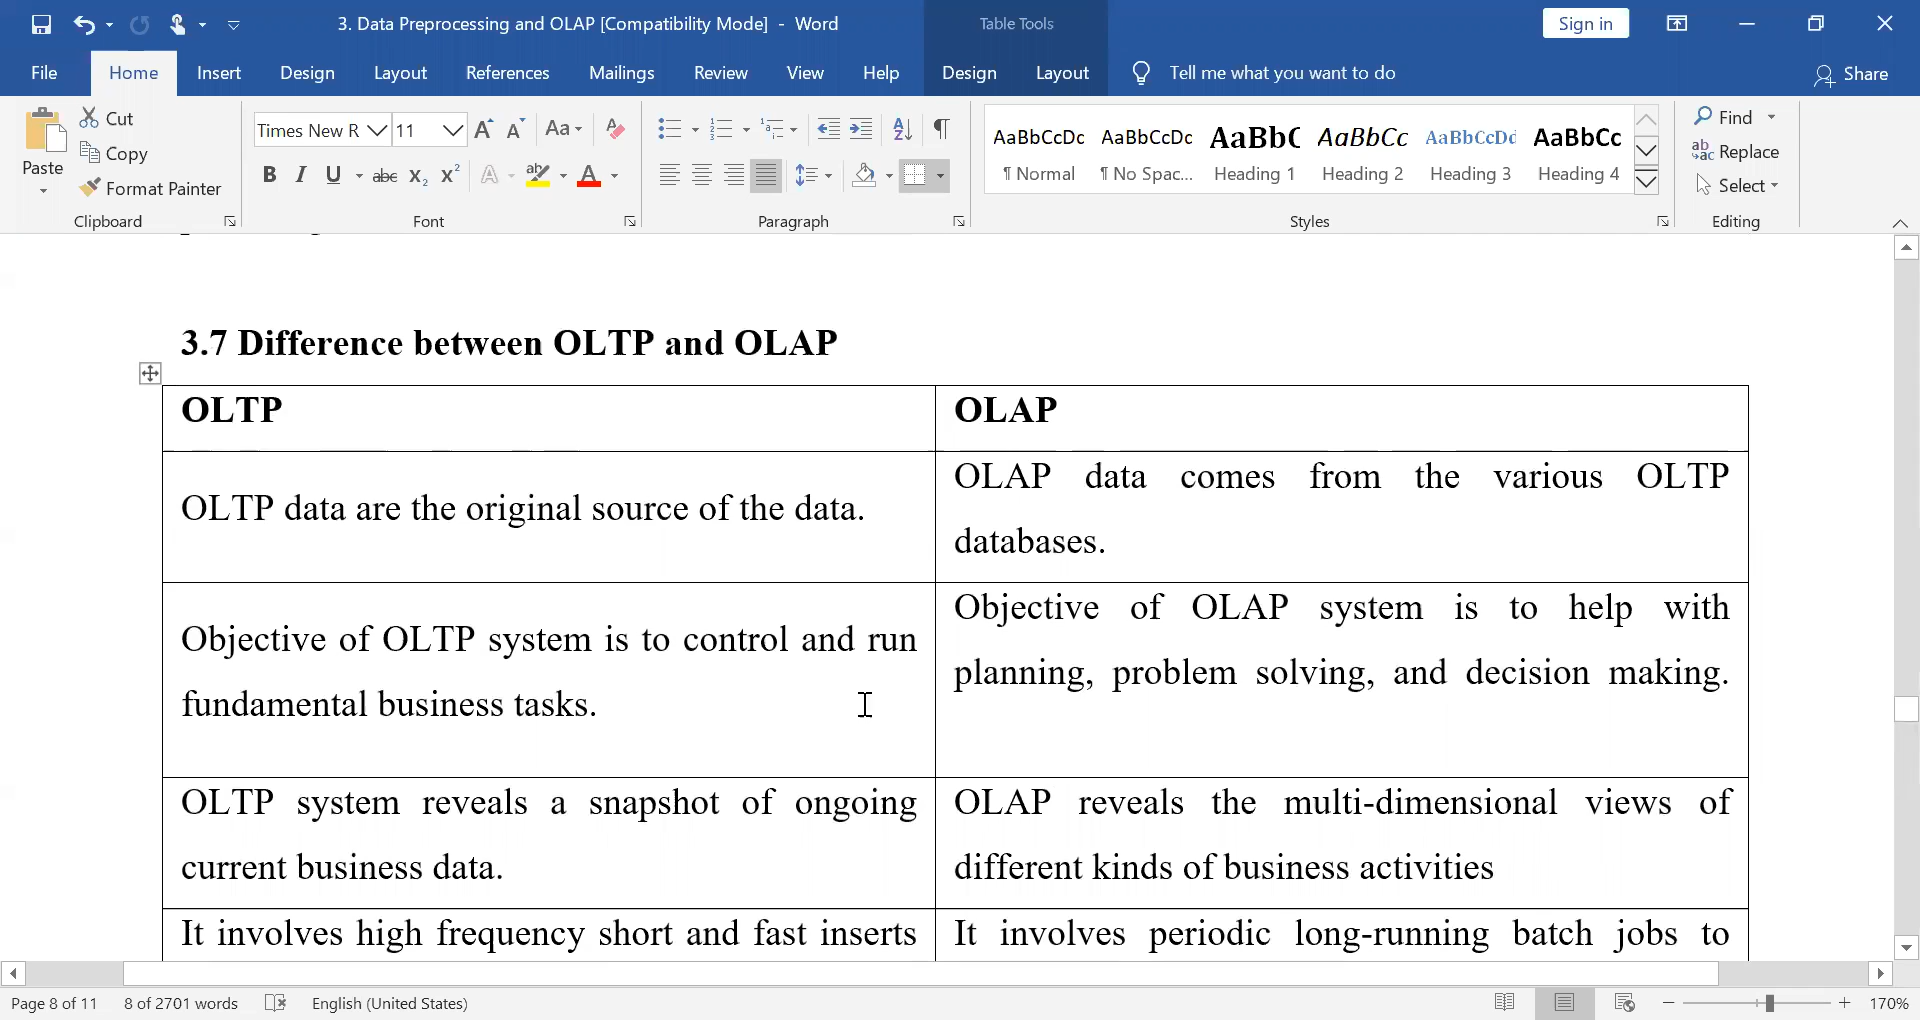 3. Data Preprocessing and OLAP [Compatibility Mode] - Word
Table Tools
Sign in
File Home Insert Design Layout References Mailings Review View Help Design Layout Tell me what you want to do Share
Paste
Cut
Copy
Format Painter
Clipboard
Times New R 11
Aa
B I U abc X₂ X² A ab A
Font
Paragraph
AaBbCcDc AaBbCcDc AaBbC AaBbCc AaBbCcDd AaBbCc
¶ Normal ¶ No Spac... Heading 1 Heading 2 Heading 3 Heading 4
Styles
Find
Replace
Select
Editing
3.7 Difference between OLTP and OLAP
OLTP
OLAP
OLTP data are the original source of the data.
OLAP data comes from the various OLTP
databases.
Objective of OLTP system is to control and run
fundamental business tasks.
Objective of OLAP system is to help with
planning, problem solving, and decision making.
OLTP system reveals a snapshot of ongoing
current business data.
OLAP reveals the multi-dimensional views of
different kinds of business activities
It involves high frequency short and fast inserts
It involves periodic long-running batch jobs to
Page 8 of 11 8 of 2701 words English (United States) 170%